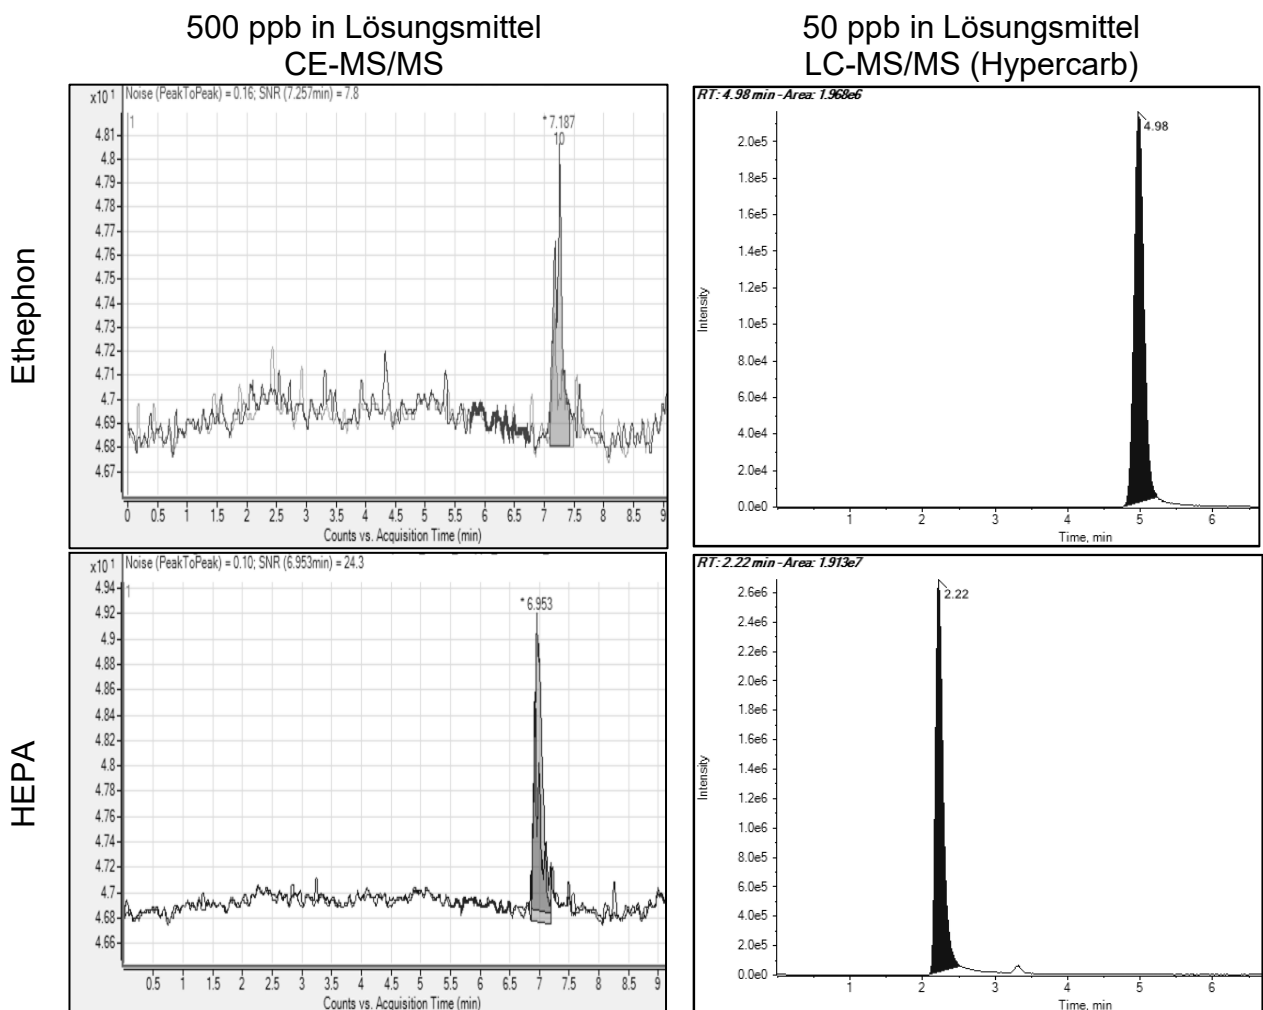 500 ppb in Lösungsmittel
CE-MS/MS
50 ppb in Lösungsmittel
LC-MS/MS (Hypercarb)
Ethephon
x10 1
Noise (PeakToPeak) = 0.16; SNR (7.257min) = 7.8
1
* 7.187
10
4.81
4.8
4.79
4.78
4.77
4.76
4.75
4.74
4.73
4.72
4.71
4.7
4.69
4.68
4.67
0 0.5 1 1.5 2 2.5 3 3.5 4 4.5 5 5.5 6 6.5 7 7.5 8 8.5 9
Counts vs. Acquisition Time (min)
RT: 4.98 min - Area: 1.968e6
4.98
Intensity
2.0e5
1.8e5
1.6e5
1.4e5
1.2e5
1.0e5
8.0e4
6.0e4
4.0e4
2.0e4
0.0e0
1 2 3 4 5 6
Time, min
HEPA
x10 1
Noise (PeakToPeak) = 0.10; SNR (6.953min) = 24.3
1
* 6.953
4.94
4.92
4.9
4.88
4.86
4.84
4.82
4.8
4.78
4.76
4.74
4.72
4.7
4.68
4.66
0.5 1 1.5 2 2.5 3 3.5 4 4.5 5 5.5 6 6.5 7 7.5 8 8.5 9
Counts vs. Acquisition Time (min)
RT: 2.22 min - Area: 1.913e7
2.22
Intensity
2.6e6
2.4e6
2.2e6
2.0e6
1.8e6
1.6e6
1.4e6
1.2e6
1.0e6
8.0e5
6.0e5
4.0e5
2.0e5
0.0e0
1 2 3 4 5 6
Time, min